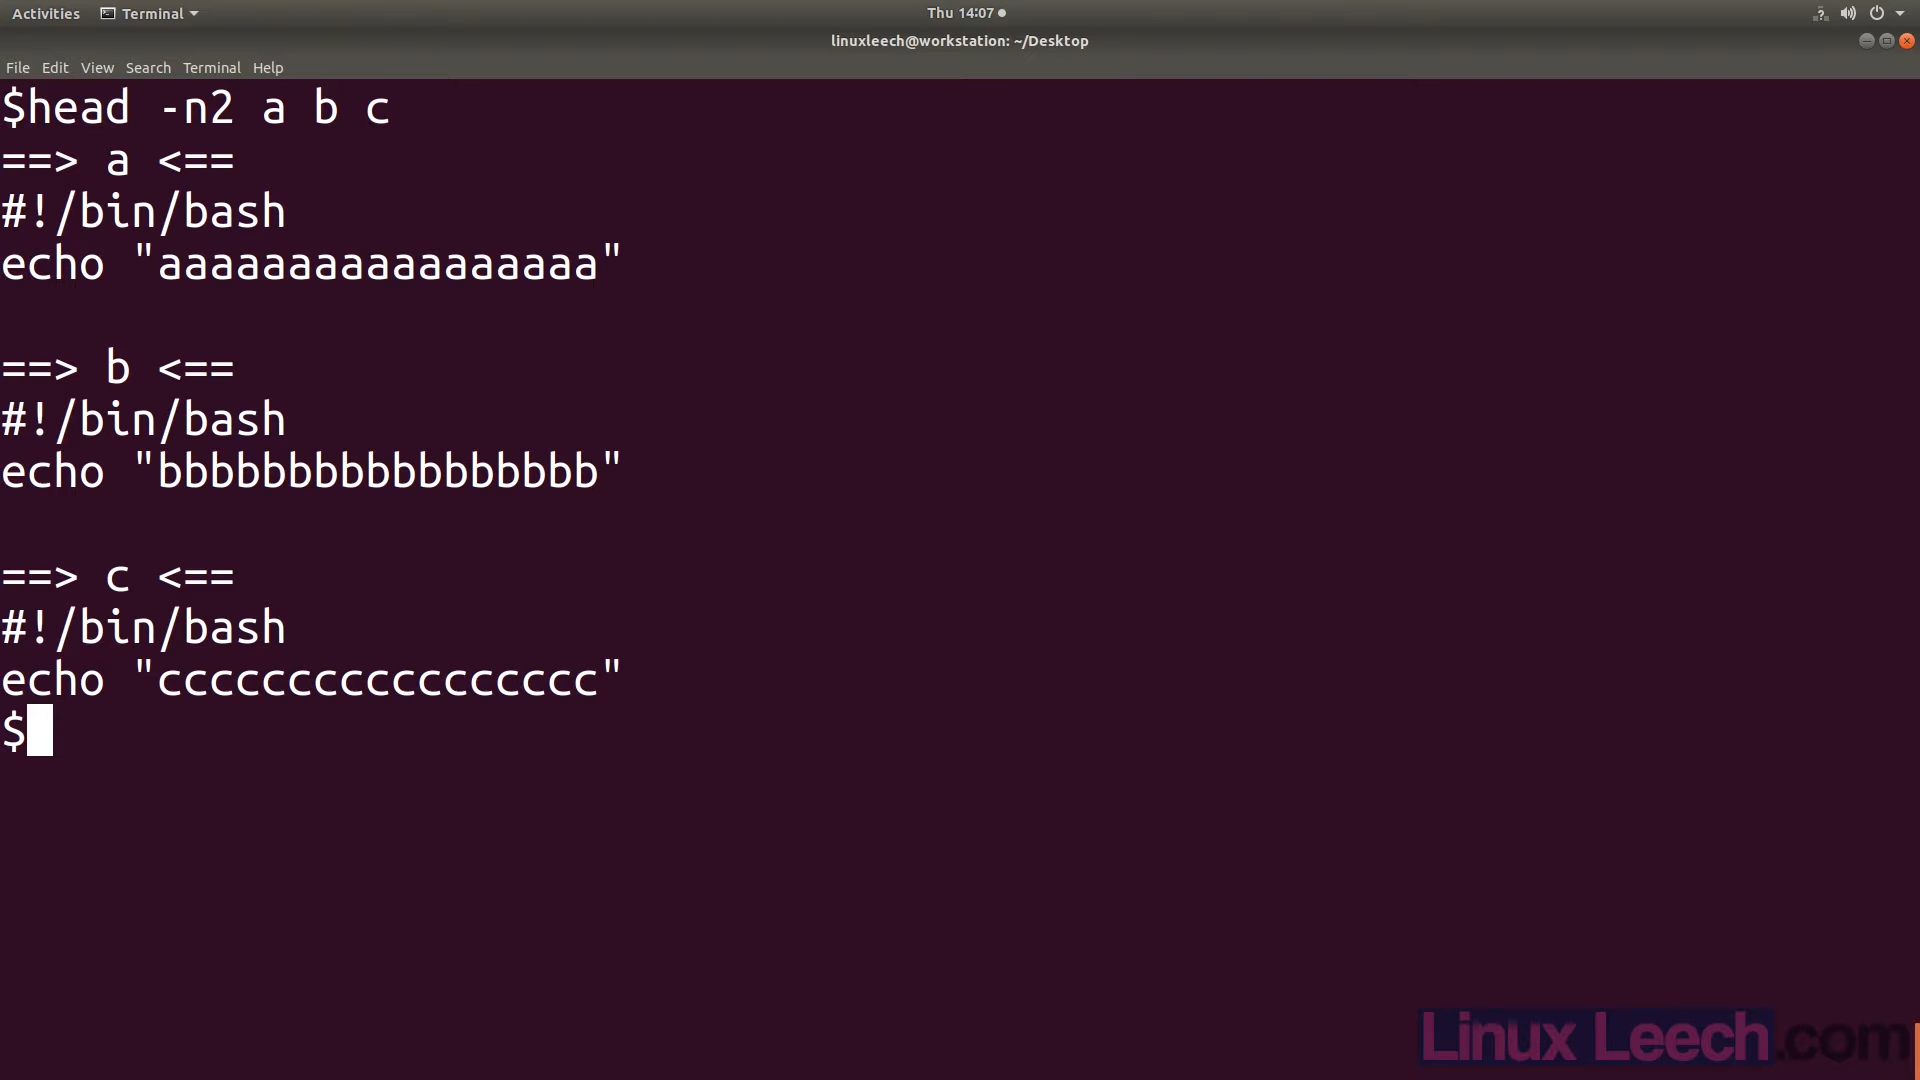 Activities Terminal Thu 14:07
linuxleech@workstation: ~/Desktop
File Edit View Search Terminal Help
$head -n2 a b c
==> a <==
#!/bin/bash
echo "aaaaaaaaaaaaaaaaa"

==> b <==
#!/bin/bash
echo "bbbbbbbbbbbbbbbbb"

==> c <==
#!/bin/bash
echo "ccccccccccccccccc"
$
Linux Leech.com